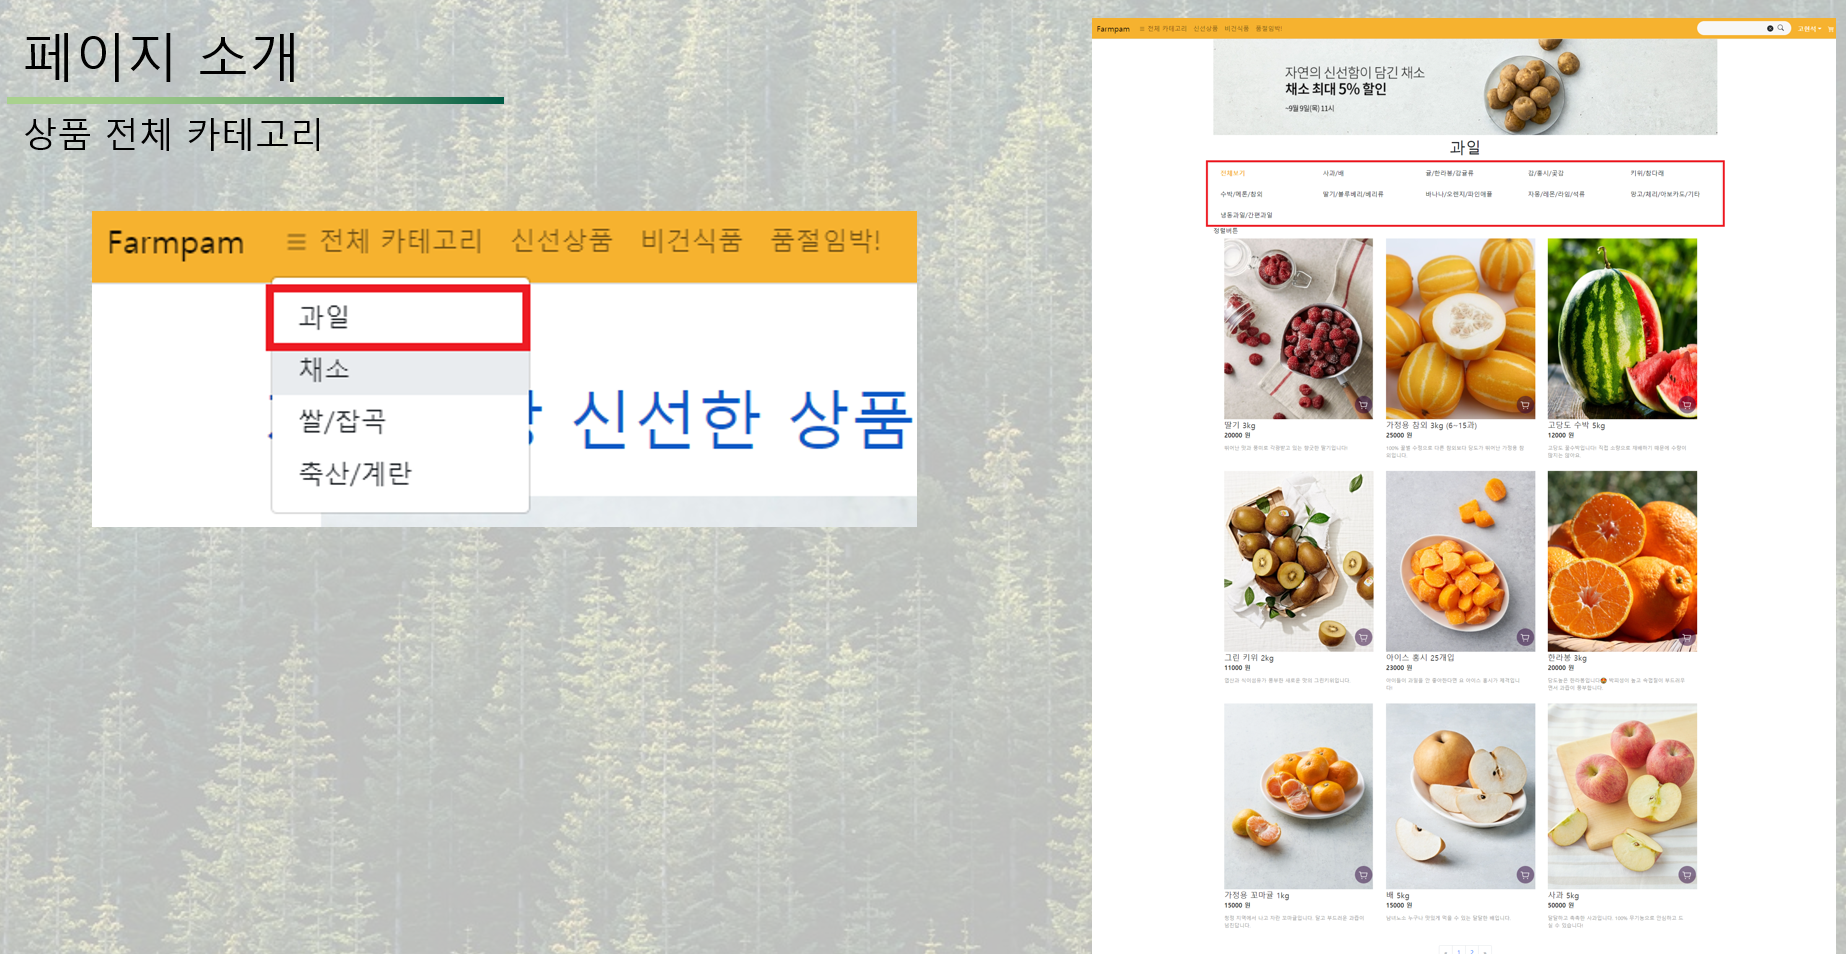 페이지 소개
상품 전체 카테고리
Farmpam
전체 카테고리 신선상품 비건식품 품절임박!
과일
채소
쌀/잡곡
축산/계란
신선한 상품
Farmpam 전체 카테고리 신선상품 비건식품 품절임박!
자연의 신선함이 담긴 채소
채소 최대 5% 할인
~9월 9일(목) 11시
과일
전체보기 사과/배 귤/한라봉/감귤류 감/홍시/곶감 키위/참다래
수박/메론/참외 딸기/블루베리/베리류 바나나/오렌지/파인애플 자몽/레몬/라임/석류 망고/체리/아보카도/기타
냉동과일/간편과일
정렬버튼
딸기 3kg
20000 원
가정용 참외 3kg (6~15과)
25000 원
고당도 수박 5kg
12000 원
그린 키위 2kg
11000 원
아이스 홍시 25개입
23000 원
한라봉 3kg
20000 원
가정용 꼬마귤 1kg
15000 원
배 5kg
15000 원
사과 5kg
50000 원
« 1 2 »